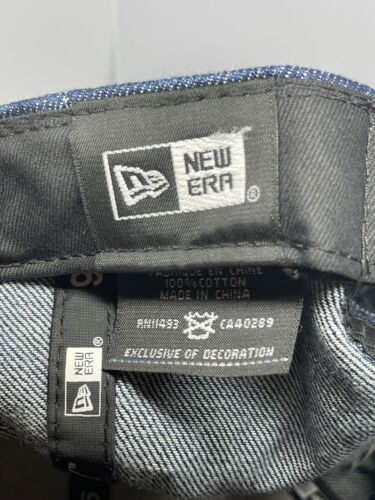 NEW
ERA
®
FABRIQUÉ EN CHINE
100% COTTON
MADE IN CHINA
RN11493 CA40289
EXCLUSIVE OF DECORATION
NEW
ERA
®